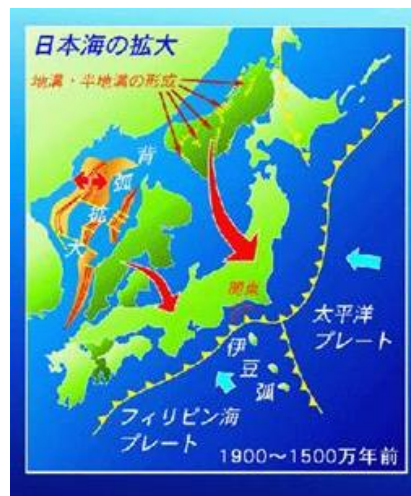 日本海の拡大
地溝・半地溝の形成
背
弧
拡
大
関東
太平洋
プレート
伊
豆
弧
フィリピン海
プレート
1900～1500万年前